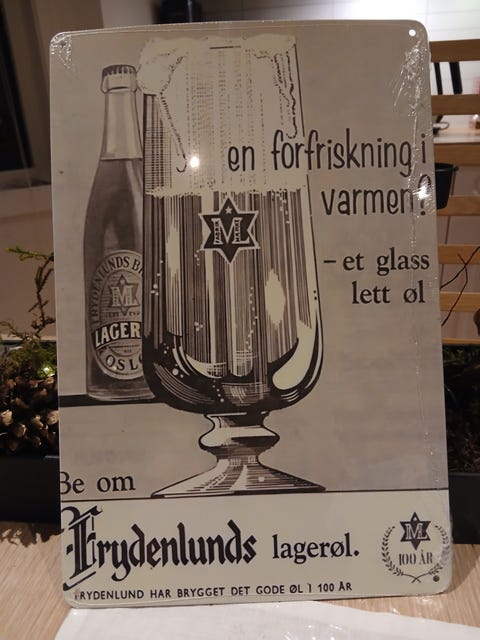 en forfriskning i
varmen?
- et glass
lett øl
M
FRYDENLUNDS
M
LAGER
OSLO
Be om
Frydenlunds lagerøl.
M
100 ÅR
FRYDENLUND HAR BRYGGET DET GODE ØL I 100 ÅR